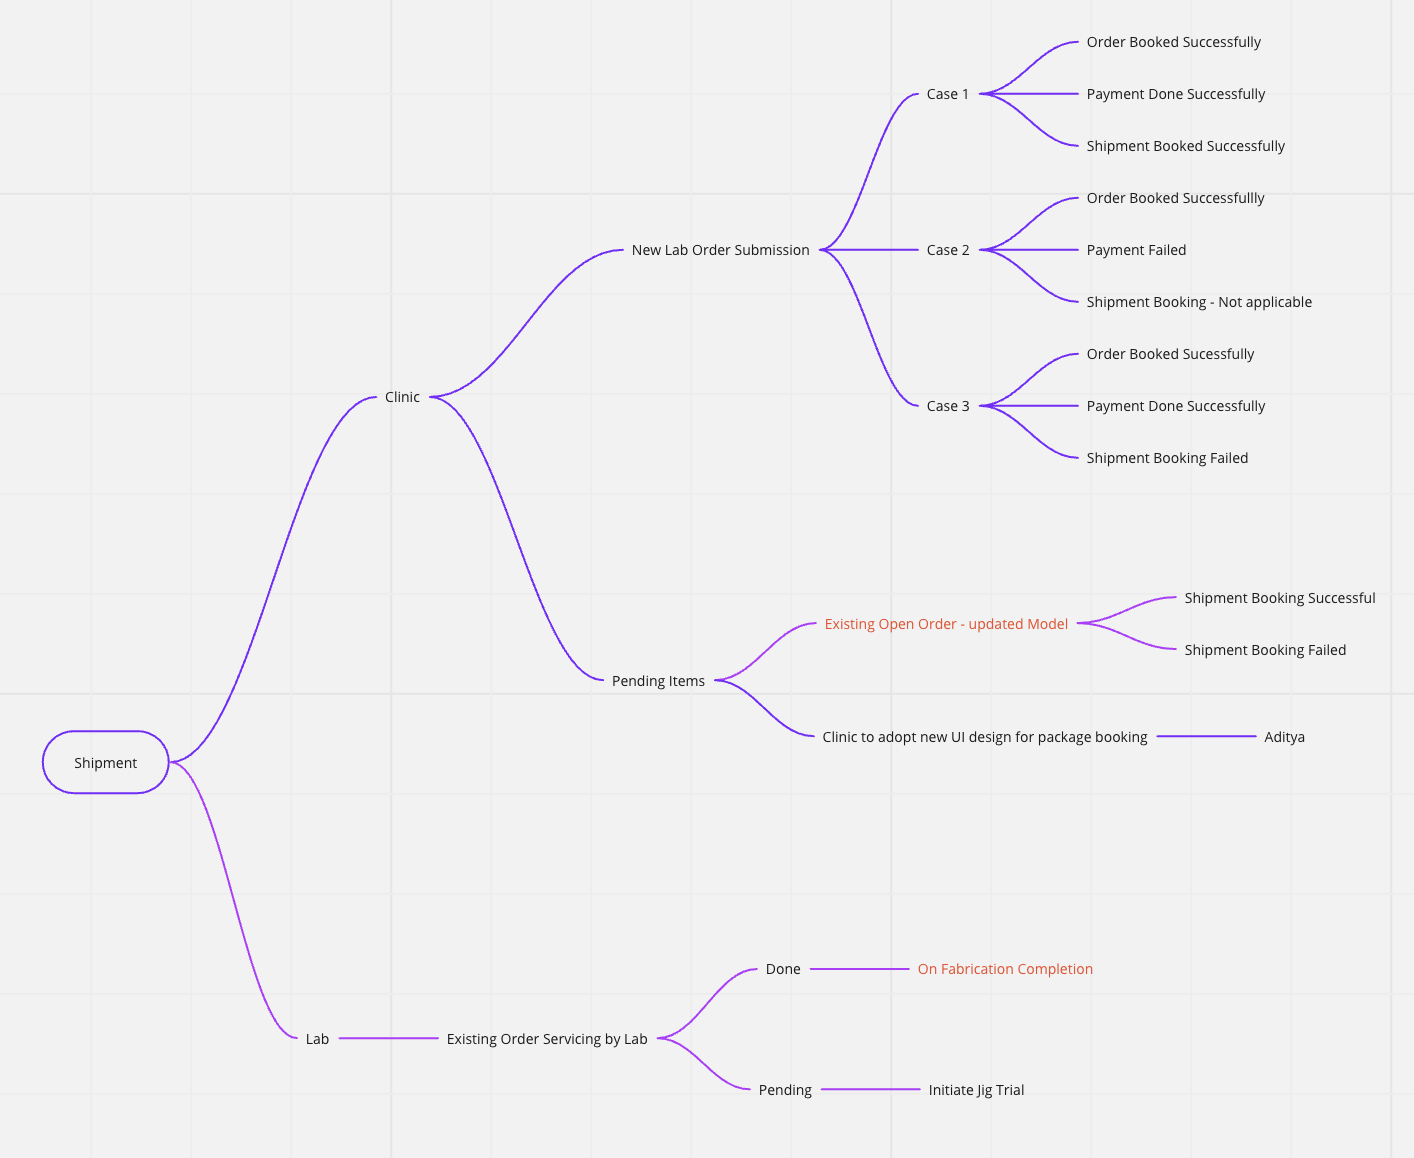 Order Booked Successfully
Case 1
Payment Done Successfully
Shipment Booked Successfully
Order Booked Successfullly
New Lab Order Submission
Case 2
Payment Failed
Shipment Booking - Not applicable
Order Booked Sucessfully
Clinic
Case 3
Payment Done Successfully
Shipment Booking Failed
Shipment Booking Successful
Existing Open Order - updated Model
Shipment Booking Failed
Pending Items
Clinic to adopt new UI design for package booking
Aditya
Shipment
Done
On Fabrication Completion
Lab
Existing Order Servicing by Lab
Pending
Initiate Jig Trial